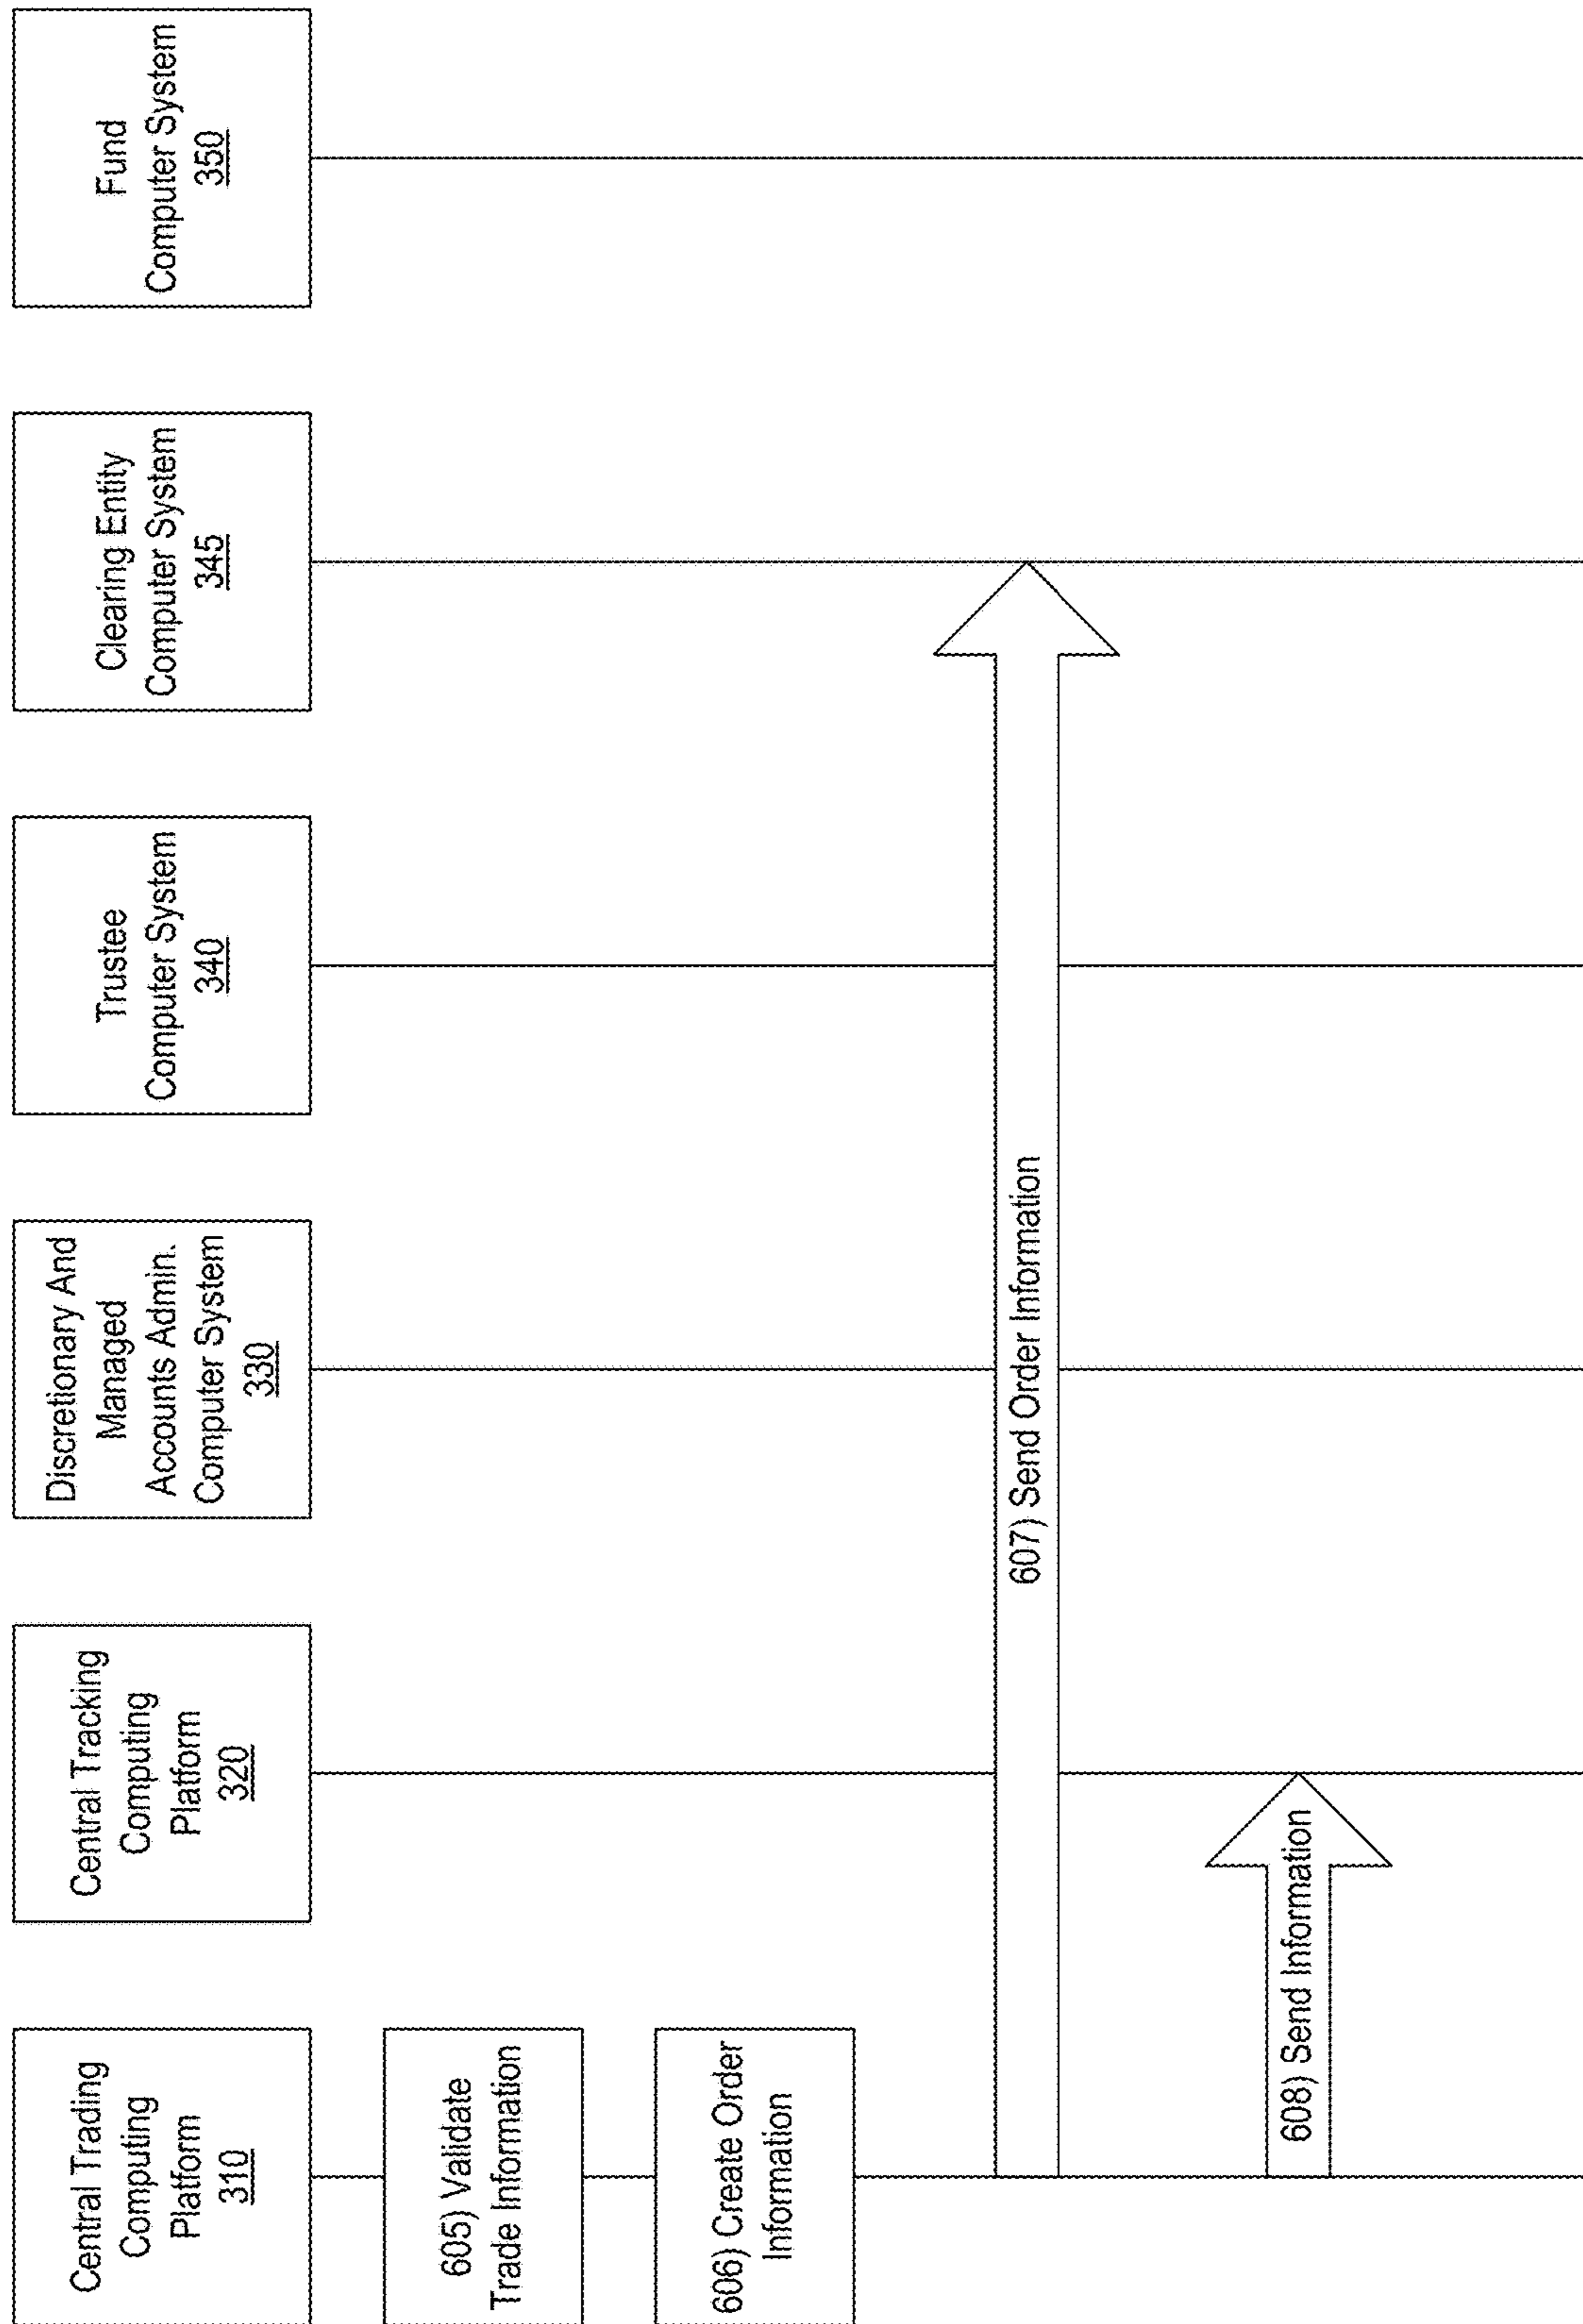 Central Trading
Computing
Platform
310
Central Tracking
Computing
Platform
320
Discretionary And
Managed
Accounts Admin.
Computer System
330
Trustee
Computer System
340
Clearing Entity
Computer System
345
Fund
Computer System
350
605) Validate
Trade Information
606) Create Order
Information
607) Send Order Information
608) Send Information